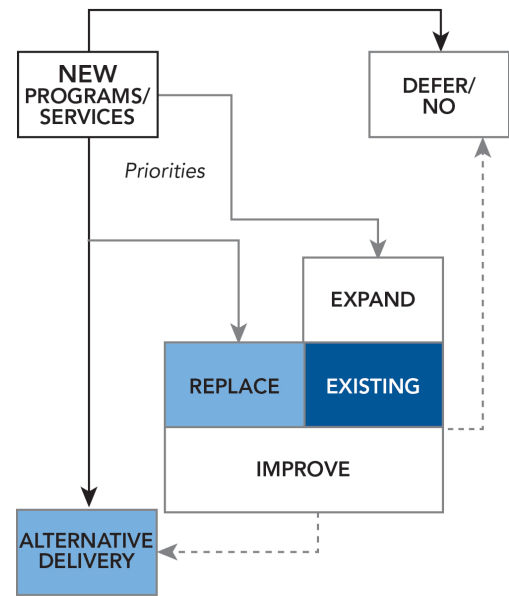 NEW
PROGRAMS/
SERVICES
DEFER/
NO
Priorities
EXPAND
REPLACE
EXISTING
IMPROVE
ALTERNATIVE
DELIVERY